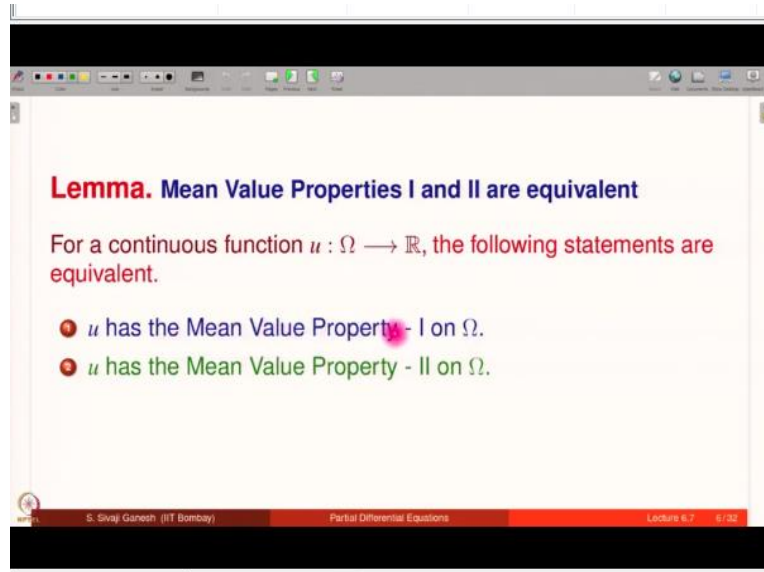 Lemma. Mean Value Properties I and II are equivalent
For a continuous function u : Ω ⟶ ℝ, the following statements are
equivalent.
1 u has the Mean Value Property - I on Ω.
2 u has the Mean Value Property - II on Ω.
S. Sivaji Ganesh (IIT Bombay) Partial Differential Equations Lecture 6.7 6/32